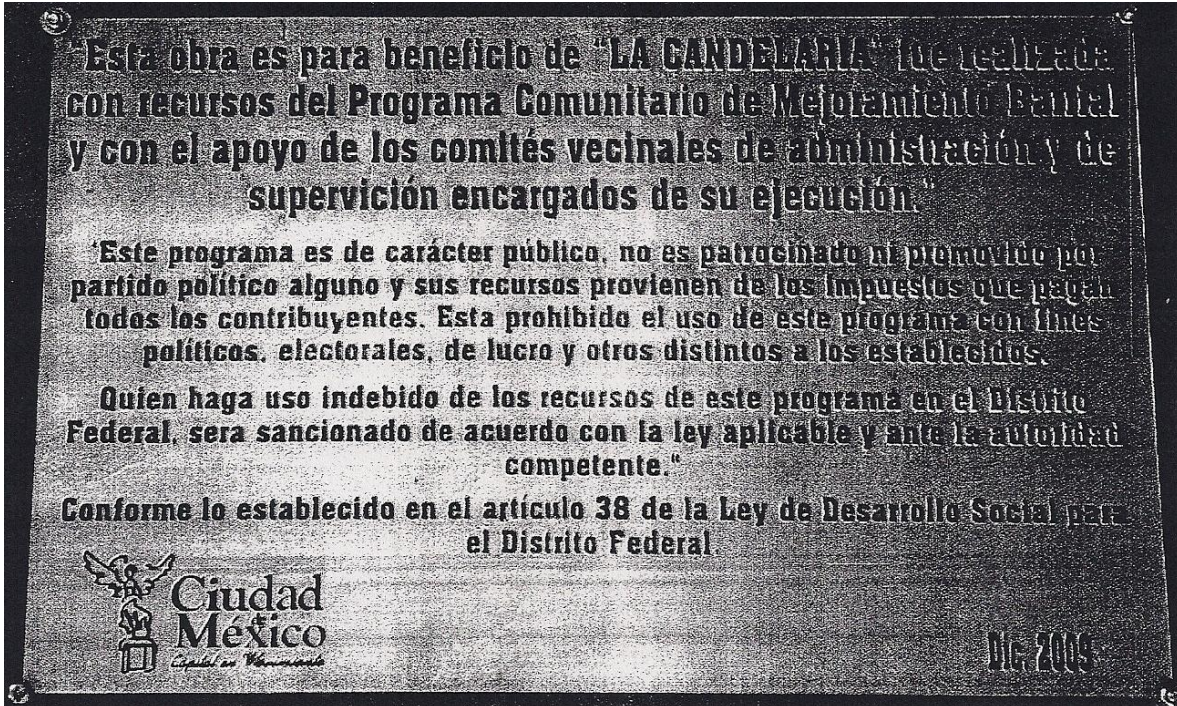 "Esta obra es para beneficio de "LA CANDELARIA" fue realizada
con recursos del Programa Comunitario de Mejoramiento Barrial
y con el apoyo de los comités vecinales de administración y de
supervición encargados de su ejecución."
"Este programa es de carácter público, no es patrocinado ni promovido por
partido político alguno y sus recursos provienen de los impuestos que pagan
todos los contribuyentes. Esta prohibido el uso de este programa con fines
políticos, electorales, de lucro y otros distintos a los establecidos.
Quien haga uso indebido de los recursos de este programa en el Distrito
Federal, sera sancionado de acuerdo con la ley aplicable y ante la autoridad
competente."
Conforme lo establecido en el artículo 38 de la Ley de Desarrollo Social para
el Distrito Federal.
Ciudad
de
México
Capital en Movimiento
Dic. 2009